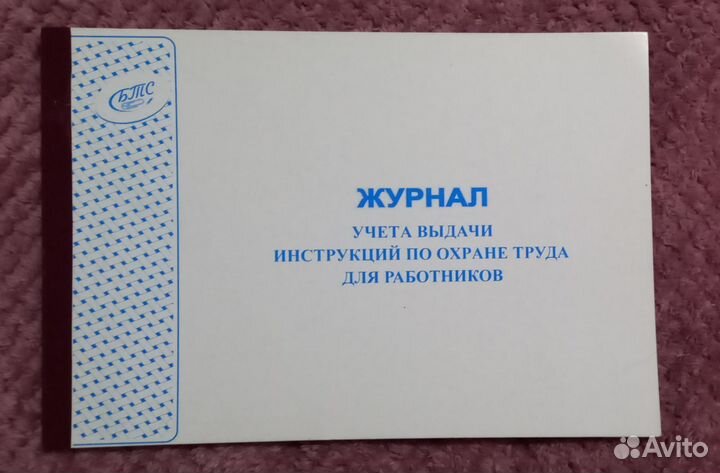 БТС
ЖУРНАЛ
УЧЕТА ВЫДАЧИ
ИНСТРУКЦИЙ ПО ОХРАНЕ ТРУДА
ДЛЯ РАБОТНИКОВ
Avito